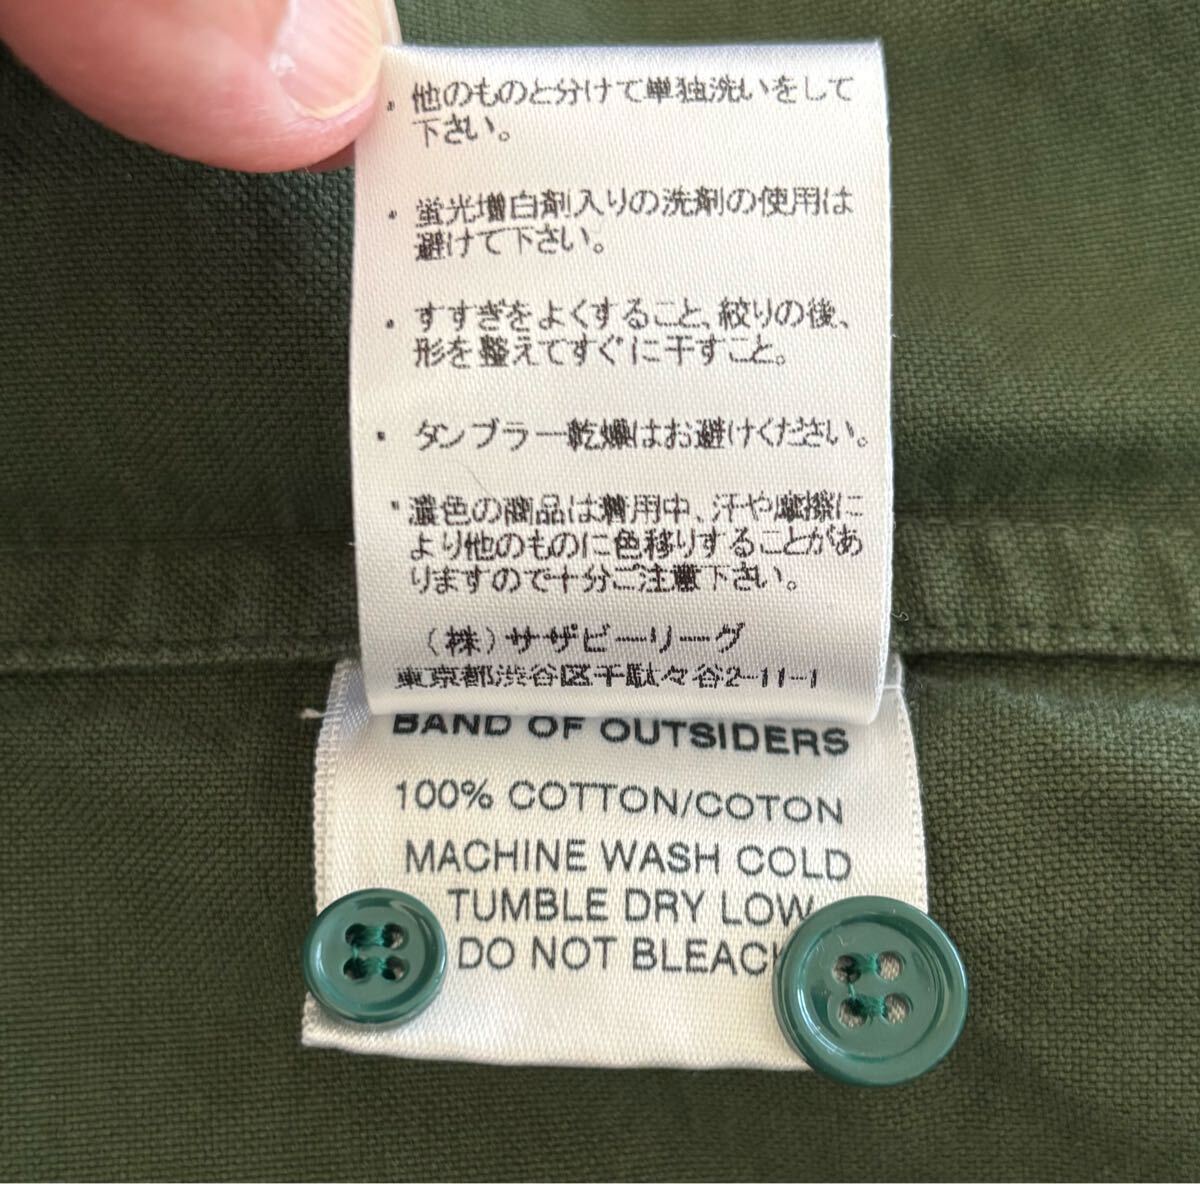 ・他のものと分けて単独洗いをして
下さい。
・蛍光増白剤入りの洗剤の使用は
避けて下さい。
・すすぎをよくすること、絞りの後、
形を整えてすぐに干すこと。
・タンブラー乾燥はお避けください。
・濃色の商品は着用中、汗や摩擦に
より他のものに色移りすることがあ
りますので十分ご注意下さい。
(株)サザビーリーグ
東京都渋谷区千駄々谷2-11-1
BAND OF OUTSIDERS
100% COTTON/COTON
MACHINE WASH COLD
TUMBLE DRY LOW
DO NOT BLEACH